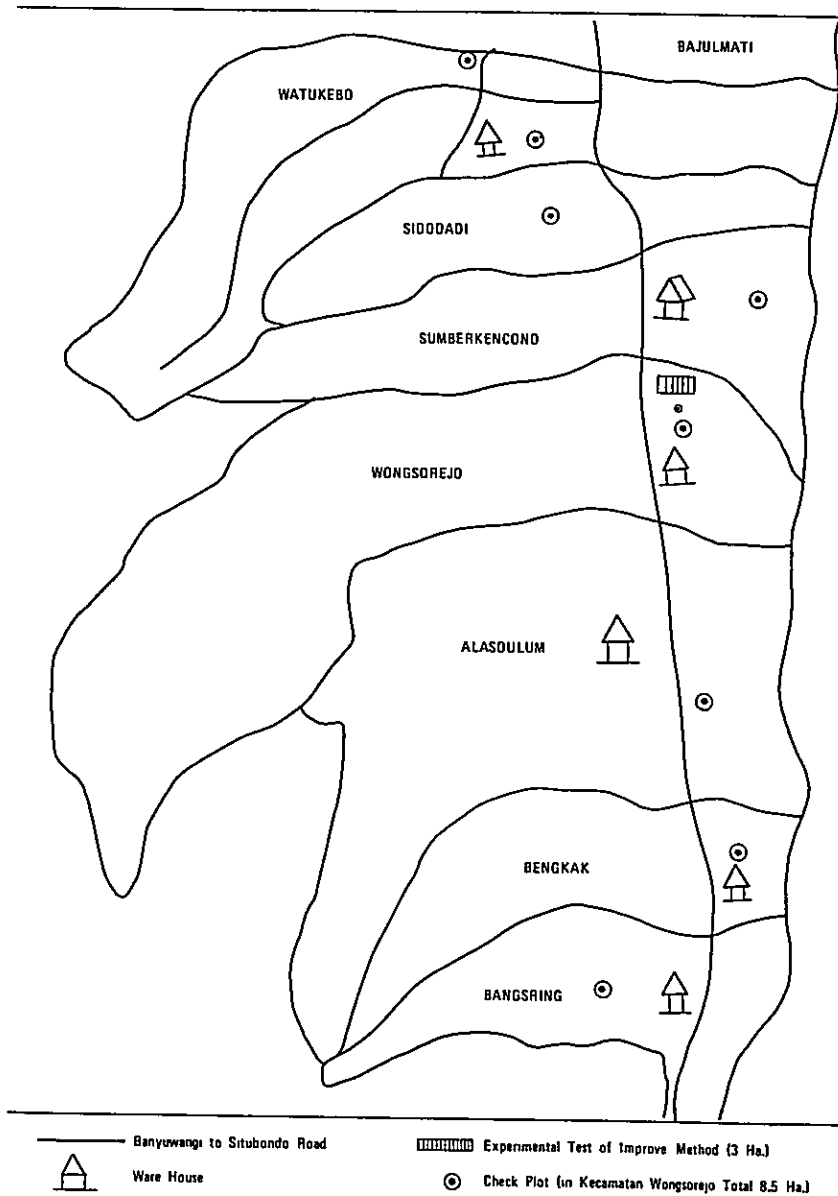 BAJULMATI
WATUKEBO
SIDODADI
SUMBERKENCONO
WONGSOREJO
ALASDULUM
BENGKAK
BANGSRING
Banyuwangi to Situbondo Road
Experimental Test of Improve Method (3 Ha.)
Ware House
Check Plot (in Kecamatan Wongsorejo Total 8.5 Ha.)